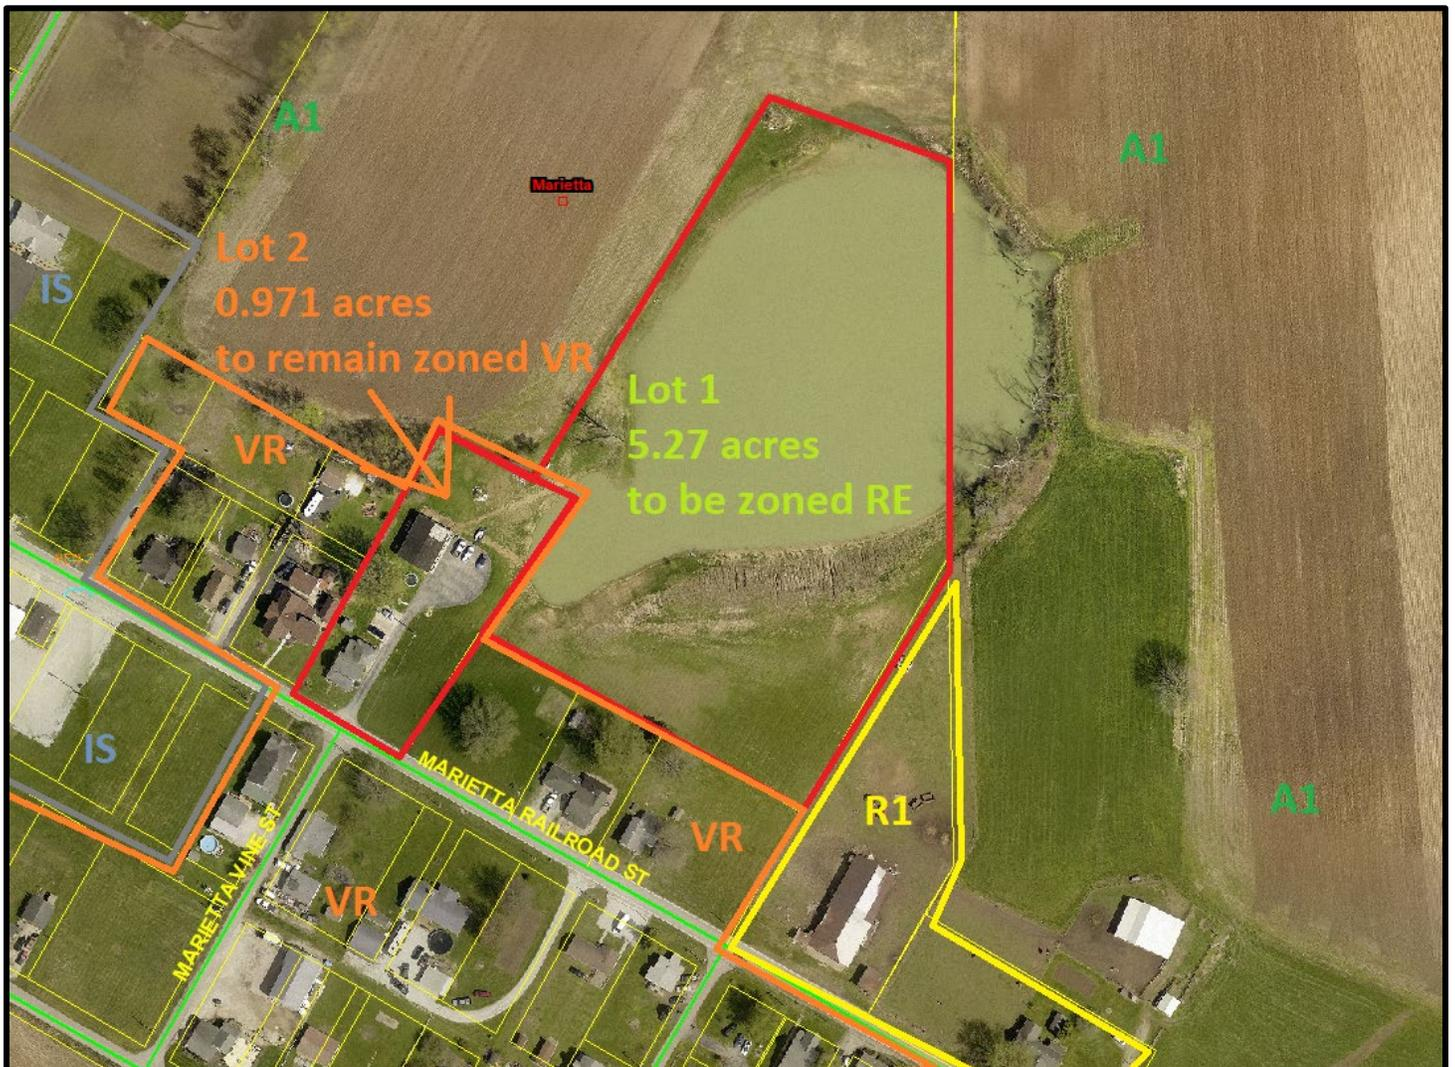 A1
A1
Marietta
Lot 2
0.971 acres
to remain zoned VR
IS
Lot 1
5.27 acres
to be zoned RE
VR
IS
MARIETTA RAILROAD ST
R1
A1
VR
MARIETTA VINE ST
VR